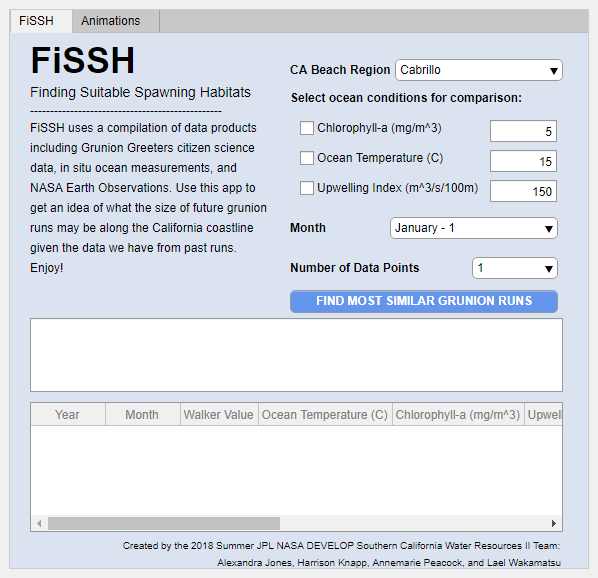 FiSSH Animations
FiSSH
Finding Suitable Spawning Habitats
------------------------------------------------
FiSSH uses a compilation of data products
including Grunion Greeters citizen science
data, in situ ocean measurements, and
NASA Earth Observations. Use this app to
get an idea of what the size of future grunion
runs may be along the California coastline
given the data we have from past runs.
Enjoy!
CA Beach Region Cabrillo
Select ocean conditions for comparison:
Chlorophyll-a (mg/m^3) 5
Ocean Temperature (C) 15
Upwelling Index (m^3/s/100m) 150
Month January - 1
Number of Data Points 1
FIND MOST SIMILAR GRUNION RUNS
Year Month Walker Value Ocean Temperature (C) Chlorophyll-a (mg/m^3) Upwel
Created by the 2018 Summer JPL NASA DEVELOP Southern California Water Resources II Team:
Alexandra Jones, Harrison Knapp, Annemarie Peacock, and Lael Wakamatsu